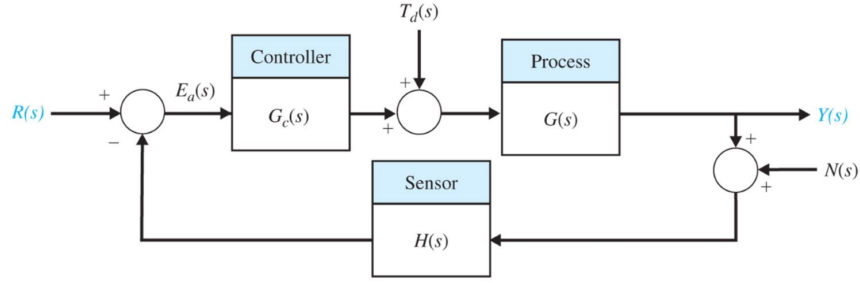 T_d(s)
Controller
Process
R(s)
+
E_a(s)
G_c(s)
+
+
G(s)
Y(s)
−
+
+
N(s)
Sensor
H(s)